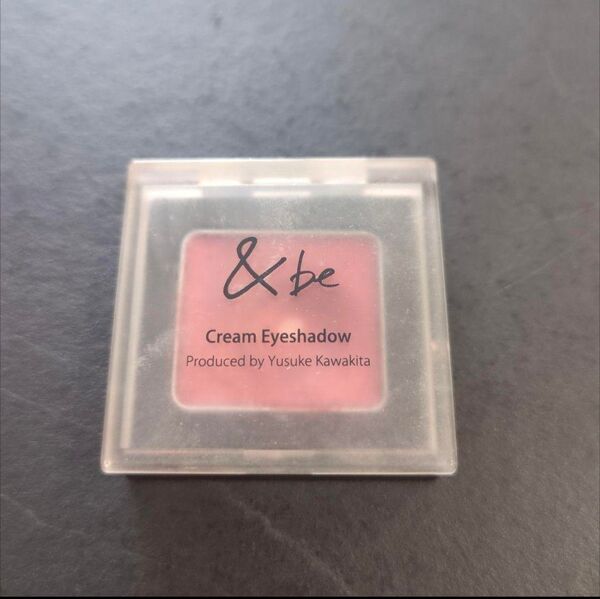 &be
Cream Eyeshadow
Produced by Yusuke Kawakita